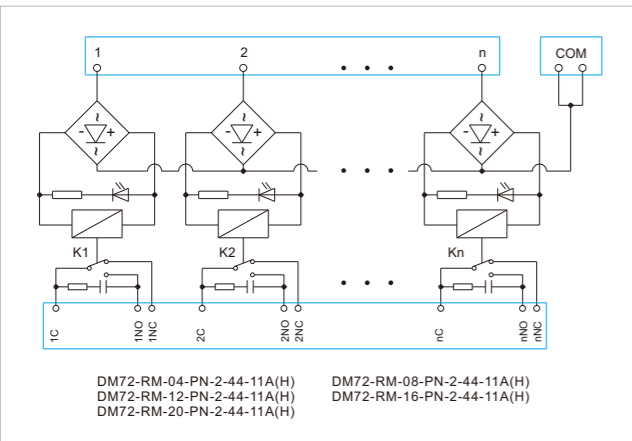 1 2 • • • n COM
~ ~ ~
- + - + - +
~ ~ ~
• • •
K1 K2 Kn
• • •
1C 1NO 1NC 2C 2NO 2NC nC nNO nNC
DM72-RM-04-PN-2-44-11A(H) DM72-RM-08-PN-2-44-11A(H)
DM72-RM-12-PN-2-44-11A(H) DM72-RM-16-PN-2-44-11A(H)
DM72-RM-20-PN-2-44-11A(H)